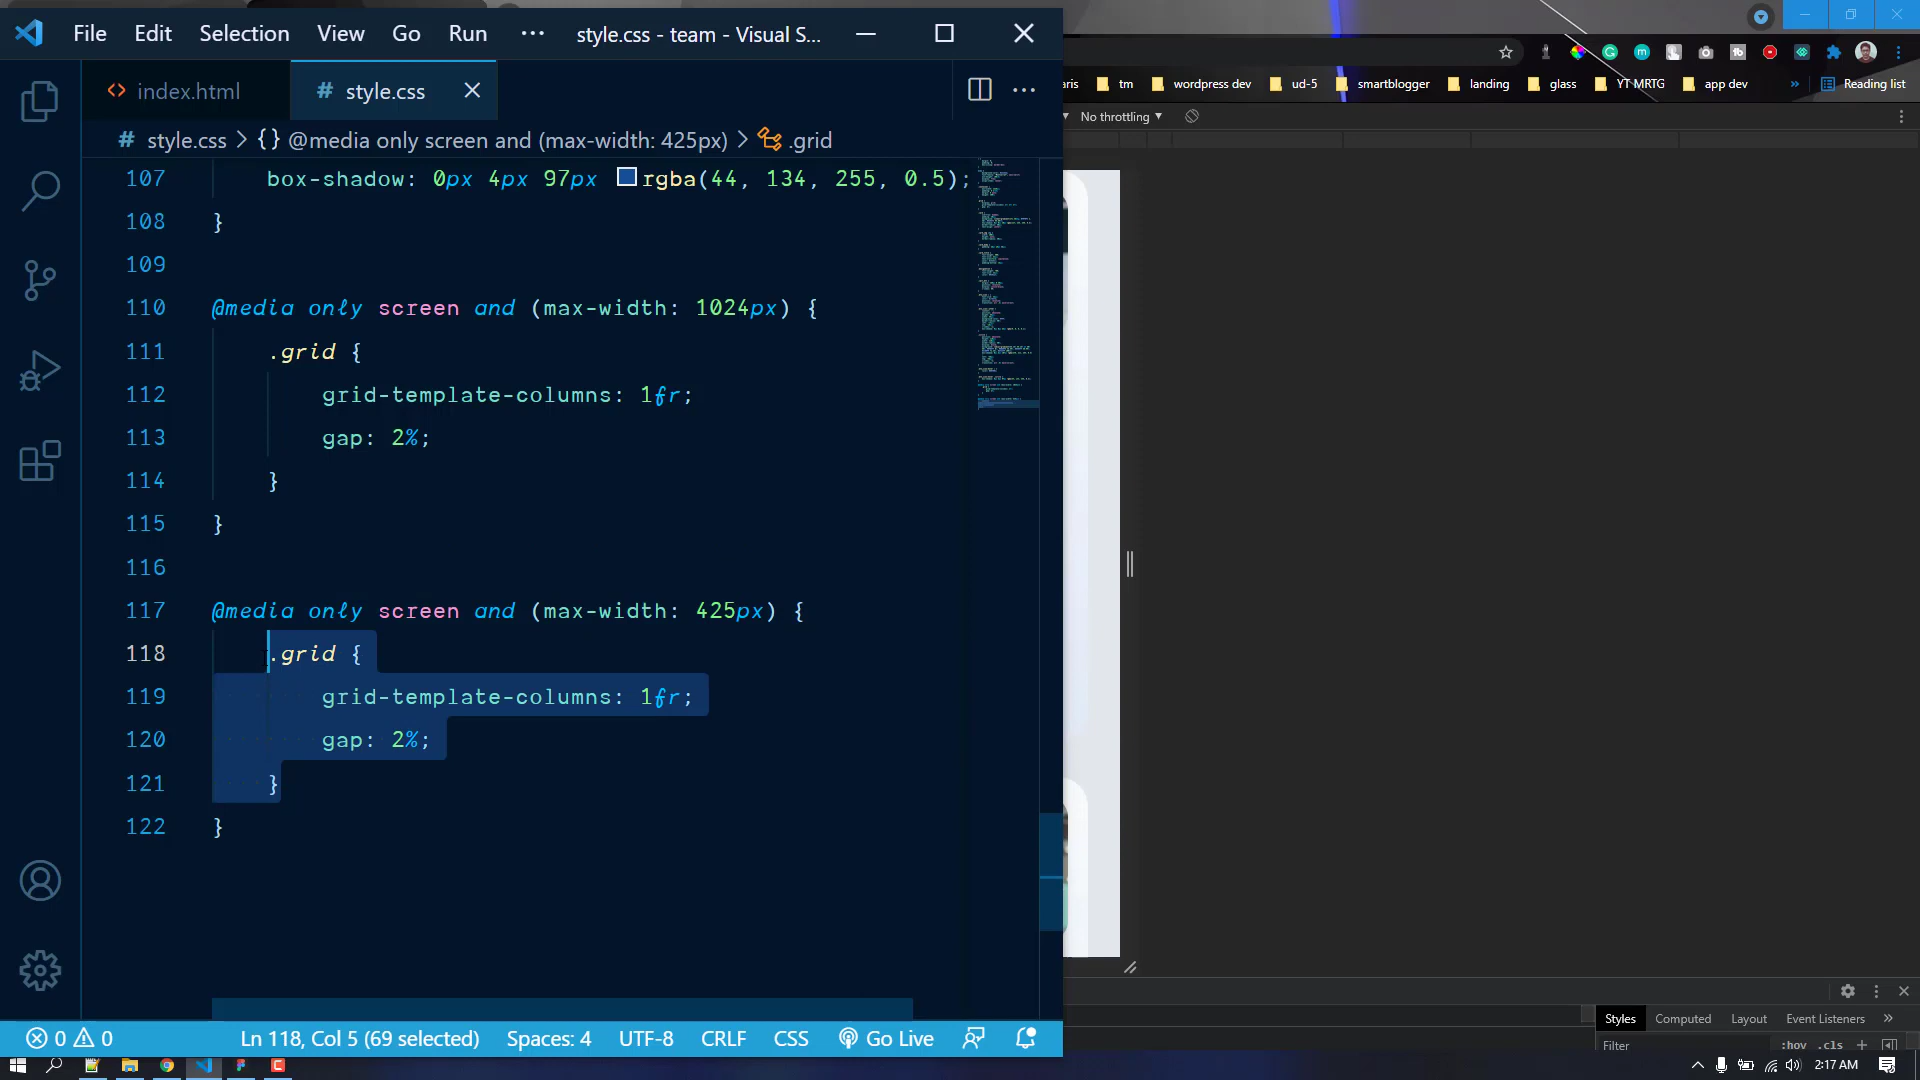 File Edit Selection View Go Run ··· style.css - team - Visual S...
index.html
# style.css
# style.css > {} @media only screen and (max-width: 425px) > .grid
107 box-shadow: 0px 4px 97px rgba(44, 134, 255, 0.5);
108 }
109
110 @media only screen and (max-width: 1024px) {
111 .grid {
112 grid-template-columns: 1fr;
113 gap: 2%;
114 }
115 }
116
117 @media only screen and (max-width: 425px) {
118 .grid {
119 grid-template-columns: 1fr;
120 gap: 2%;
121 }
122 }
0 0 Ln 118, Col 5 (69 selected) Spaces: 4 UTF-8 CRLF CSS Go Live
aris tm wordpress dev ud-5 smartblogger landing glass YT MRTG app dev » Reading list
No throttling
Styles Computed Layout Event Listeners »
Filter :hov .cls +
2:17 AM